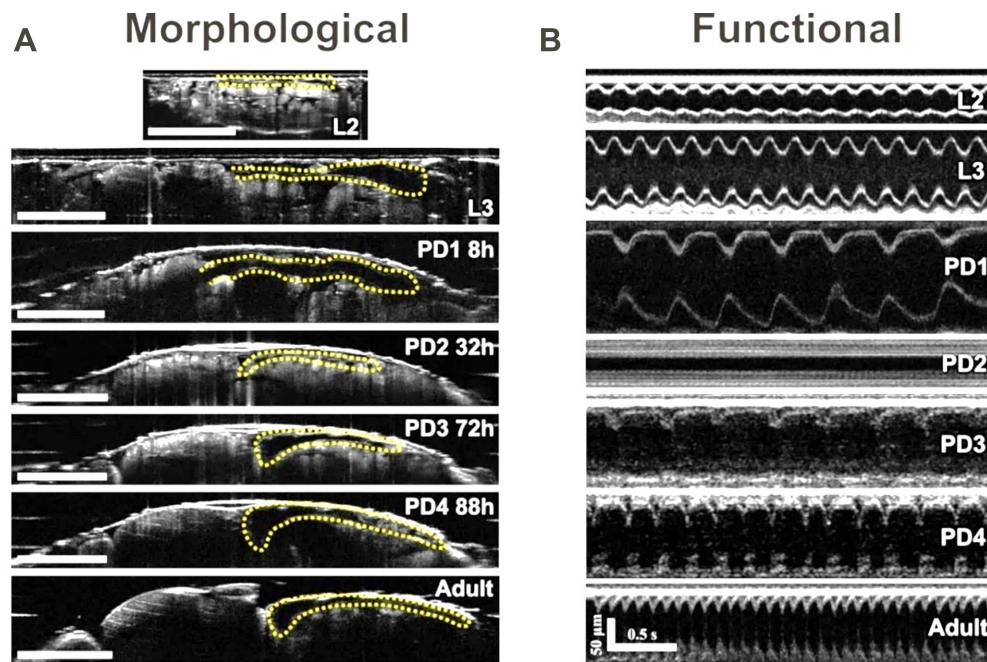 A Morphological
L2
L3
PD1 8h
PD2 32h
PD3 72h
PD4 88h
Adult
B Functional
L2
L3
PD1
PD2
PD3
PD4
Adult
50 μm
0.5 s